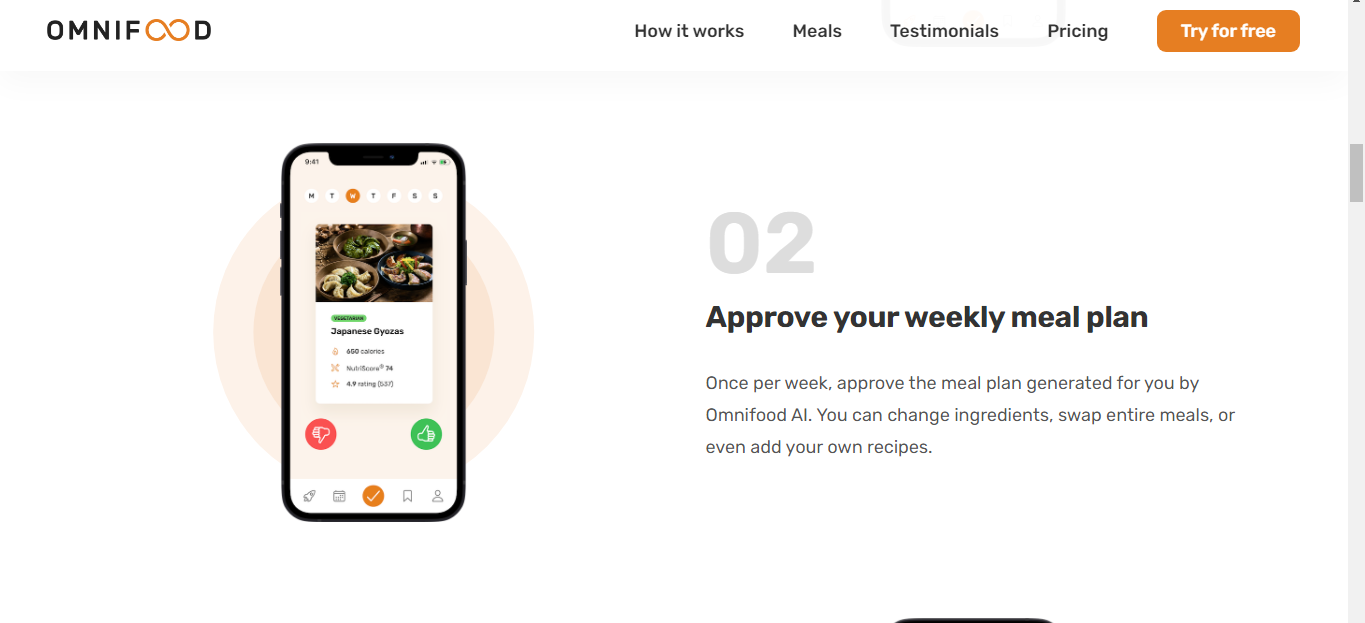 OMNIFOOD
How it works
Meals
Testimonials
Pricing
Try for free
9:41
M T W T F S S
VEGETARIAN
Japanese Gyozas
650 calories
NutriScore® 74
4.9 rating (537)
02
Approve your weekly meal plan
Once per week, approve the meal plan generated for you by
Omnifood AI. You can change ingredients, swap entire meals, or
even add your own recipes.